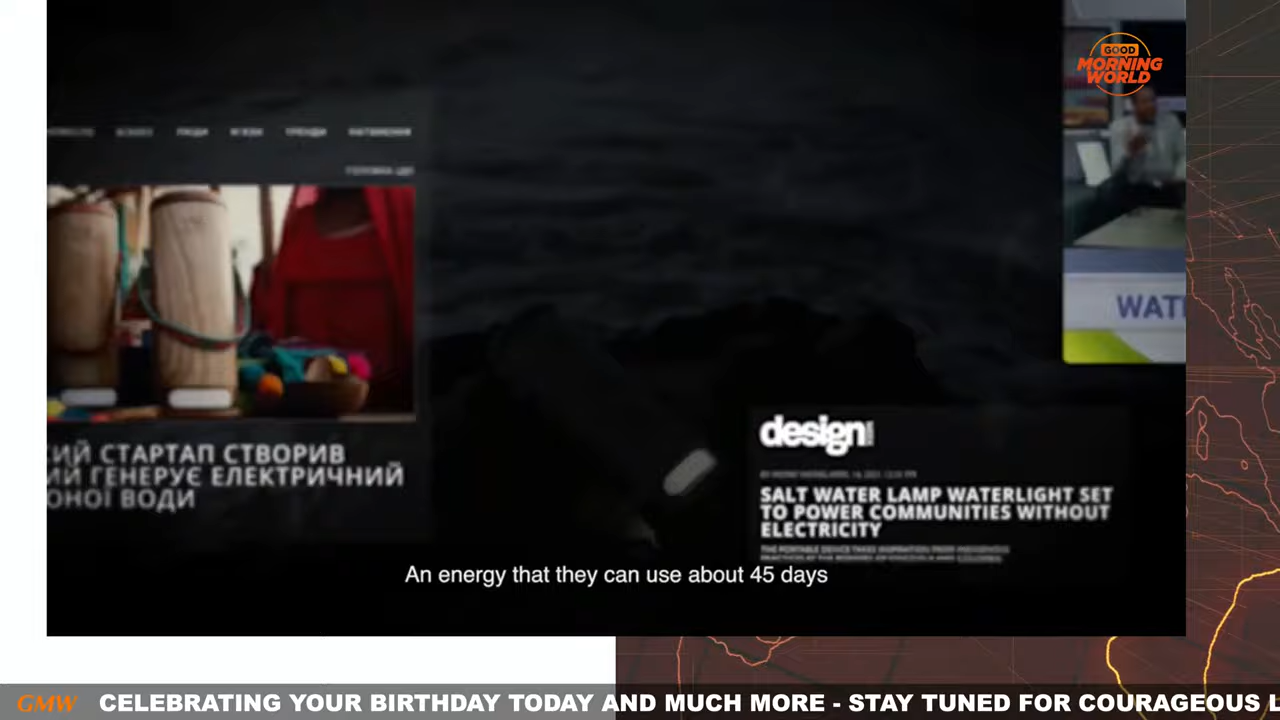 GOOD
MORNING
WORLD
ТРЕНДИ
ИЙ СТАРТАП СТВОРИВ
ИЙ ГЕНЕРУЄ ЕЛЕКТРИЧНИЙ
ОНОЇ ВОДИ
WAT
design
SALT WATER LAMP WATERLIGHT SET
TO POWER COMMUNITIES WITHOUT
ELECTRICITY
An energy that they can use about 45 days
GMW CELEBRATING YOUR BIRTHDAY TODAY AND MUCH MORE - STAY TUNED FOR COURAGEOUS L